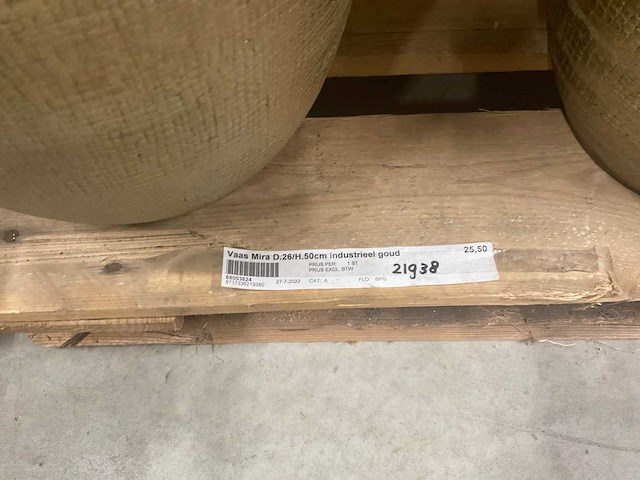 Vaas Mira D.26/H.50cm Industrieel goud 25,50
PRIJS PER: 1 ST
PRIJS EXCL. BTW
21938
68003624
27-7-2022 CAT.: A FLO